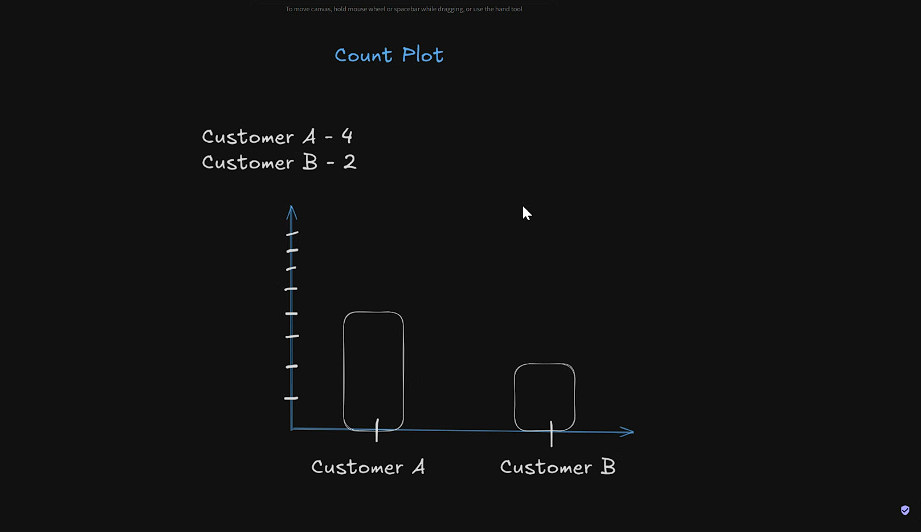 To move canvas, hold mouse wheel or spacebar while dragging, or use the hand tool
Count Plot
Customer A - 4
Customer B - 2
Customer A
Customer B